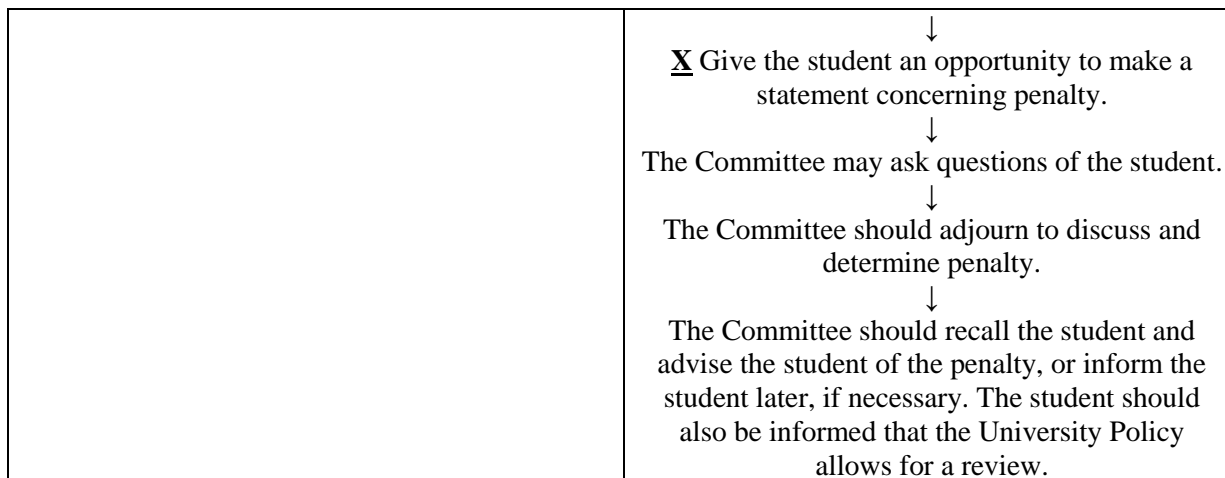 ↓
X Give the student an opportunity to make a
statement concerning penalty.
↓
The Committee may ask questions of the student.
↓
The Committee should adjourn to discuss and
determine penalty.
↓
The Committee should recall the student and
advise the student of the penalty, or inform the
student later, if necessary. The student should
also be informed that the University Policy
allows for a review.